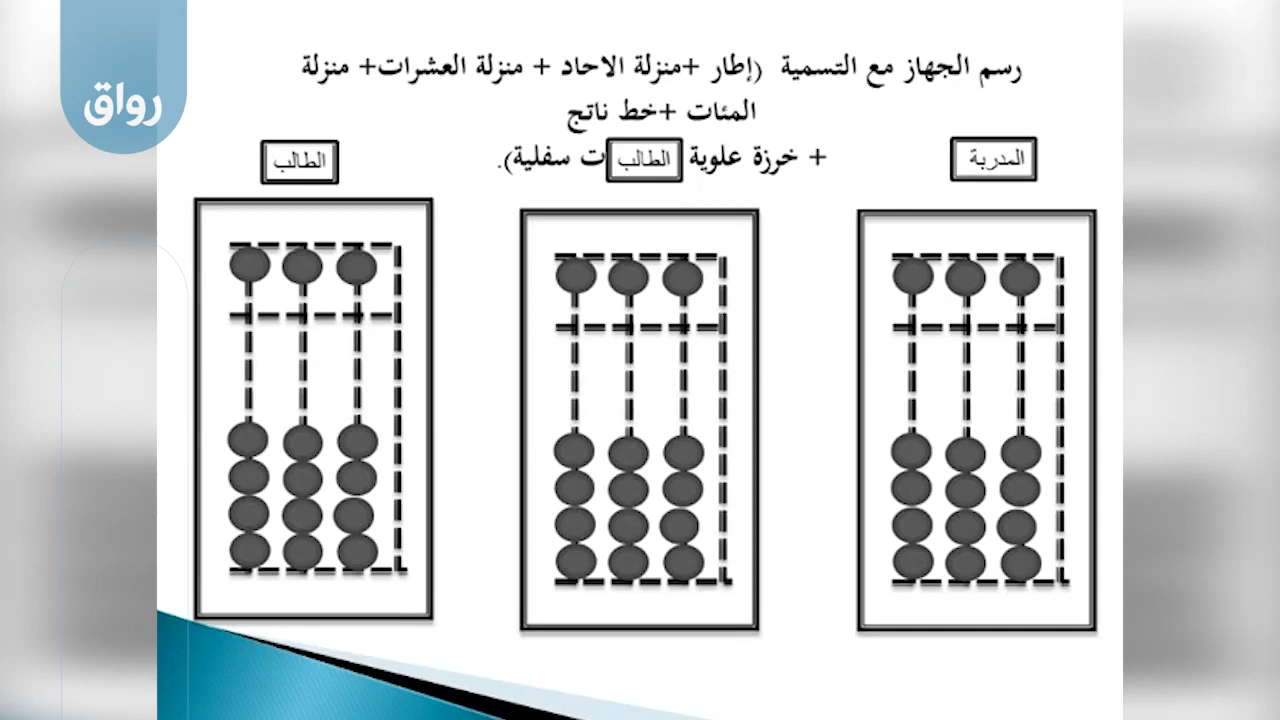 رواق
رسم الجهاز مع التسمية (إطار +منزلة الاحاد + منزلة العشرات+ منزلة
المئات +خط ناتج
+ خرزة علوية ت سفلية).
المدربة
الطالب
الطالب